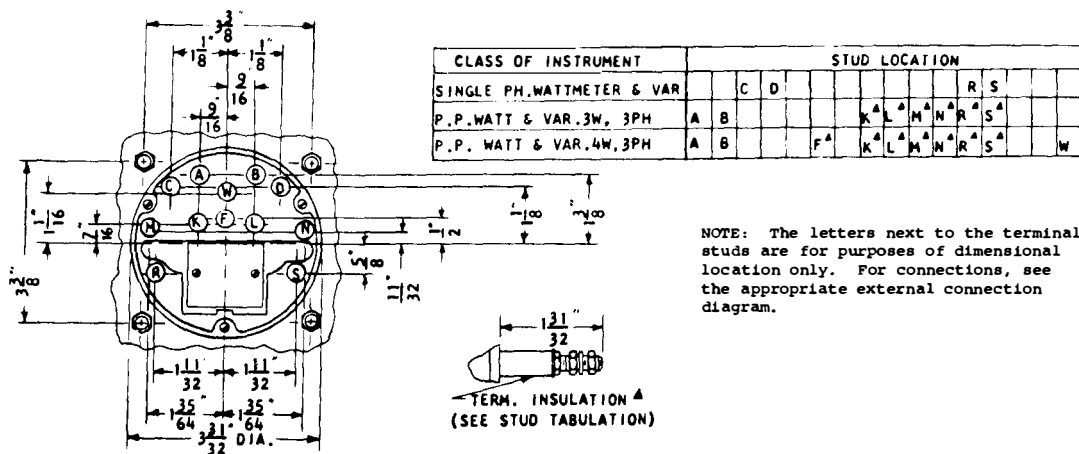 3 3/8"
1 1/8" 1 1/8"
9/16"
9/16"
CLASS OF INSTRUMENT STUD LOCATION
SINGLE PH.WATTMETER & VAR C D R S
P.P.WATT & VAR.3W, 3PH A B K▲ L▲ M▲ N▲ R▲ S▲
P.P. WATT & VAR.4W,3PH A B F▲ K▲ L▲ M▲ N▲ R▲ S▲ W
A B
C W D
K F L
M N
R S
3 3/8"
1 1/16"
7/16"
1/2"
1 1/8"
1 3/8"
5/8"
11/32"
NOTE: The letters next to the terminal
studs are for purposes of dimensional
location only. For connections, see
the appropriate external connection
diagram.
1 31/32"
TERM. INSULATION ▲
(SEE STUD TABULATION)
1 11/32" 1 11/32"
1 35/64" 1 35/64"
3 31/32" DIA.